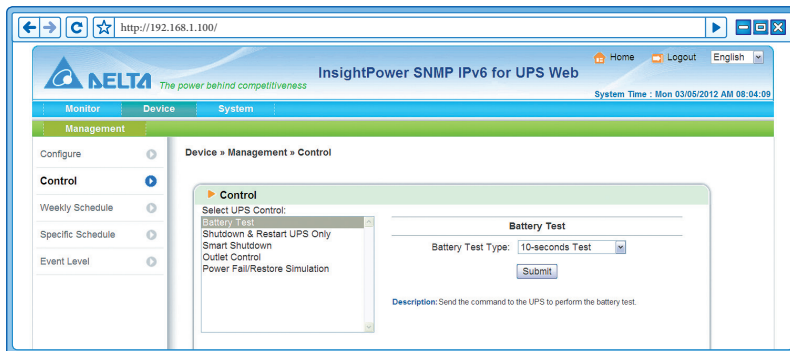 http://192.168.1.100/
Home Logout English
DELTA The power behind competitiveness
InsightPower SNMP IPv6 for UPS Web
System Time : Mon 03/05/2012 AM 08:04:09
Monitor Device System
Management
Configure
Control
Weekly Schedule
Specific Schedule
Event Level
Device » Management » Control
Control
Select UPS Control:
Battery Test
Shutdown & Restart UPS Only
Smart Shutdown
Outlet Control
Power Fail/Restore Simulation
Battery Test
Battery Test Type: 10-seconds Test
Submit
Description: Send the command to the UPS to perform the battery test.